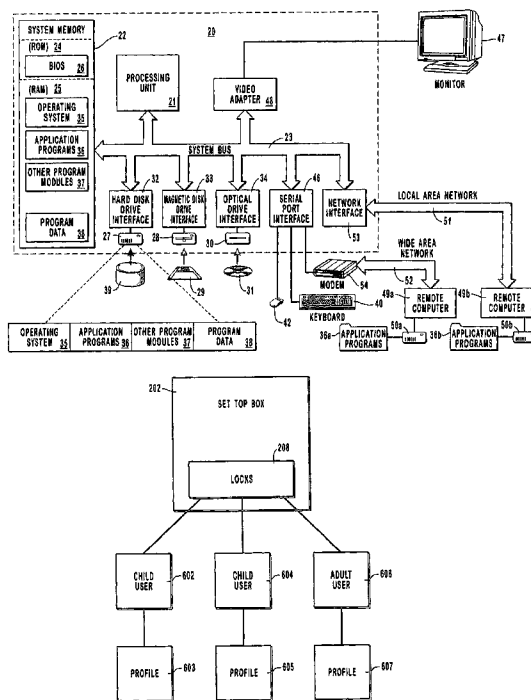 SYSTEM MEMORY
22
(ROM) 24
BIOS
26
(RAM) 25
OPERATING SYSTEM 35
APPLICATION PROGRAMS 36
OTHER PROGRAM MODULES 37
PROGRAM DATA 38
20
PROCESSING UNIT
21
VIDEO ADAPTER
48
47
MONITOR
SYSTEM BUS
23
HARD DISK DRIVE INTERFACE
32
MAGNETIC DISK DRIVE INTERFACE
33
OPTICAL DRIVE INTERFACE
34
SERIAL PORT INTERFACE
46
NETWORK INTERFACE
53
27
28
30
39
29
31
LOCAL AREA NETWORK
51
WIDE AREA NETWORK
52
MODEM
54
42
40
KEYBOARD
49a
REMOTE COMPUTER
49b
REMOTE COMPUTER
50a
50b
36a
APPLICATION PROGRAMS
36b
APPLICATION PROGRAMS
OPERATING SYSTEM 35
APPLICATION PROGRAMS 36
OTHER PROGRAM MODULES 37
PROGRAM DATA 38
202
SET TOP BOX
208
LOCKS
CHILD USER
602
CHILD USER
604
ADULT USER
606
PROFILE
603
PROFILE
605
PROFILE
607